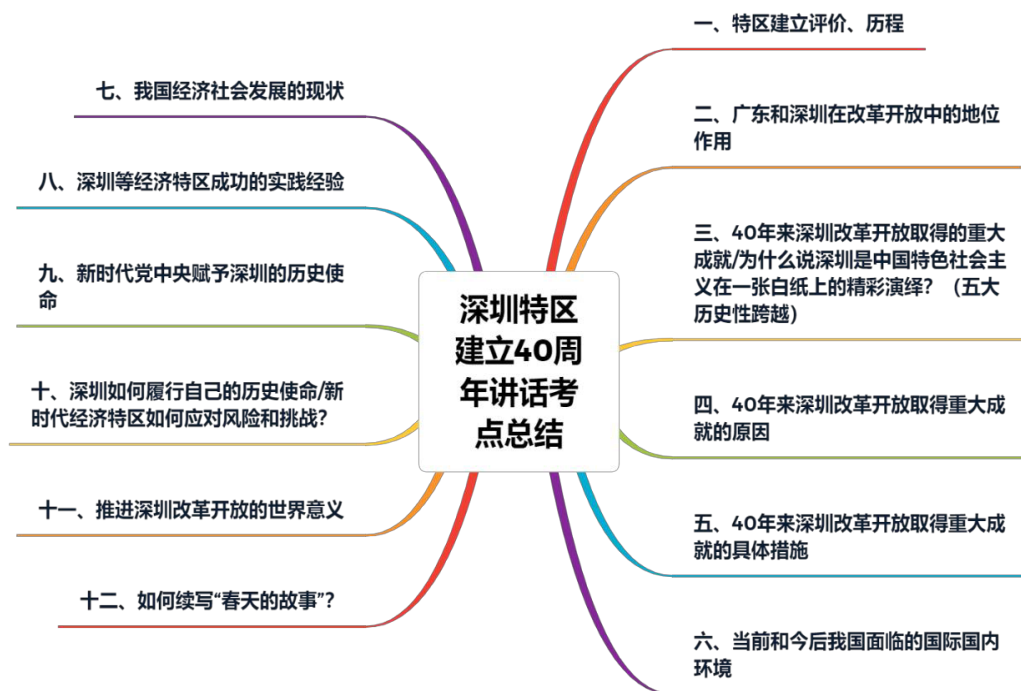 深圳特区
建立40周
年讲话考
点总结
一、特区建立评价、历程
二、广东和深圳在改革开放中的地位
作用
三、40年来深圳改革开放取得的重大
成就/为什么说深圳是中国特色社会主
义在一张白纸上的精彩演绎？（五大
历史性跨越）
四、40年来深圳改革开放取得重大成
就的原因
五、40年来深圳改革开放取得重大成
就的具体措施
六、当前和今后我国面临的国际国内
环境
七、我国经济社会发展的现状
八、深圳等经济特区成功的实践经验
九、新时代党中央赋予深圳的历史使
命
十、深圳如何履行自己的历史使命/新
时代经济特区如何应对风险和挑战？
十一、推进深圳改革开放的世界意义
十二、如何续写“春天的故事”？